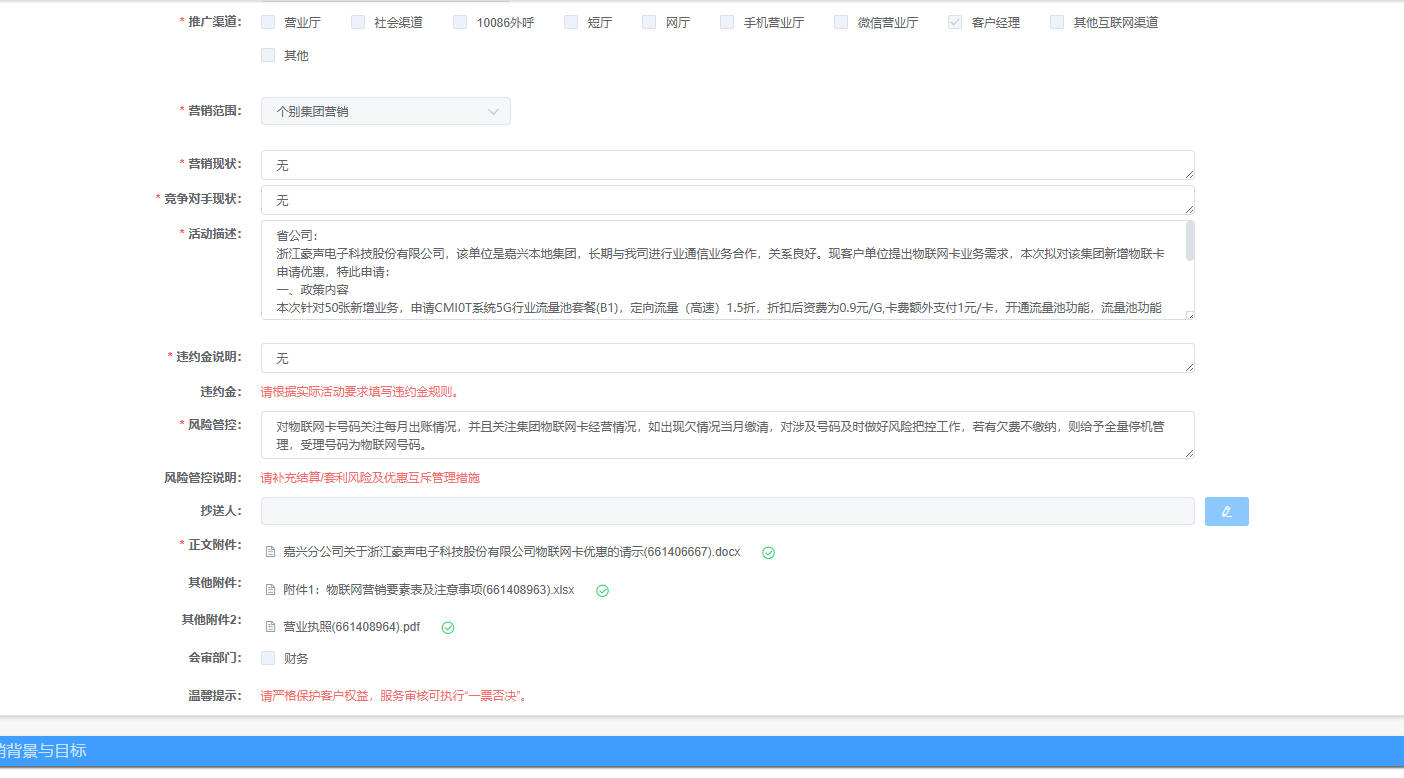 * 推广渠道： 营业厅 社会渠道 10086外呼 短厅 网厅 手机营业厅 微信营业厅 客户经理 其他互联网渠道
其他
* 营销范围： 个别集团营销
* 营销现状： 无
* 竞争对手现状： 无
* 活动描述： 省公司：
浙江豪声电子科技股份有限公司，该单位是嘉兴本地集团，长期与我司进行业通信业务合作，关系良好。现客户单位提出物联网卡业务需求，本次拟对该集团新增物联卡
申请优惠，特此申请：
一、政策内容
本次针对50张新增业务，申请CMI0T系统5G行业流量池套餐(B1)，定向流量（高速）1.5折，折扣后资费为0.9元/G,卡费额外支付1元/卡，开通流量池功能，流量池功能
* 违约金说明： 无
违约金： 请根据实际活动要求填写违约金规则。
* 风险管控： 对物联网卡号码关注每月出账情况，并且关注集团物联网卡经营情况，如出现欠情况当月缴清，对涉及号码及时做好风险把控工作，若有欠费不缴纳，则给予全量停机管
理，受理号码为物联网号码。
风险管控说明： 请补充结算/套利风险及优惠互斥管理措施
抄送人：
* 正文附件： 嘉兴分公司关于浙江豪声电子科技股份有限公司物联网卡优惠的请示(661406667).docx
其他附件： 附件1：物联网营销要素表及注意事项(661408963).xlsx
其他附件2： 营业执照(661408964).pdf
会审部门： 财务
温馨提示： 请严格保护客户权益，服务审核可执行“一票否决”。
销背景与目标